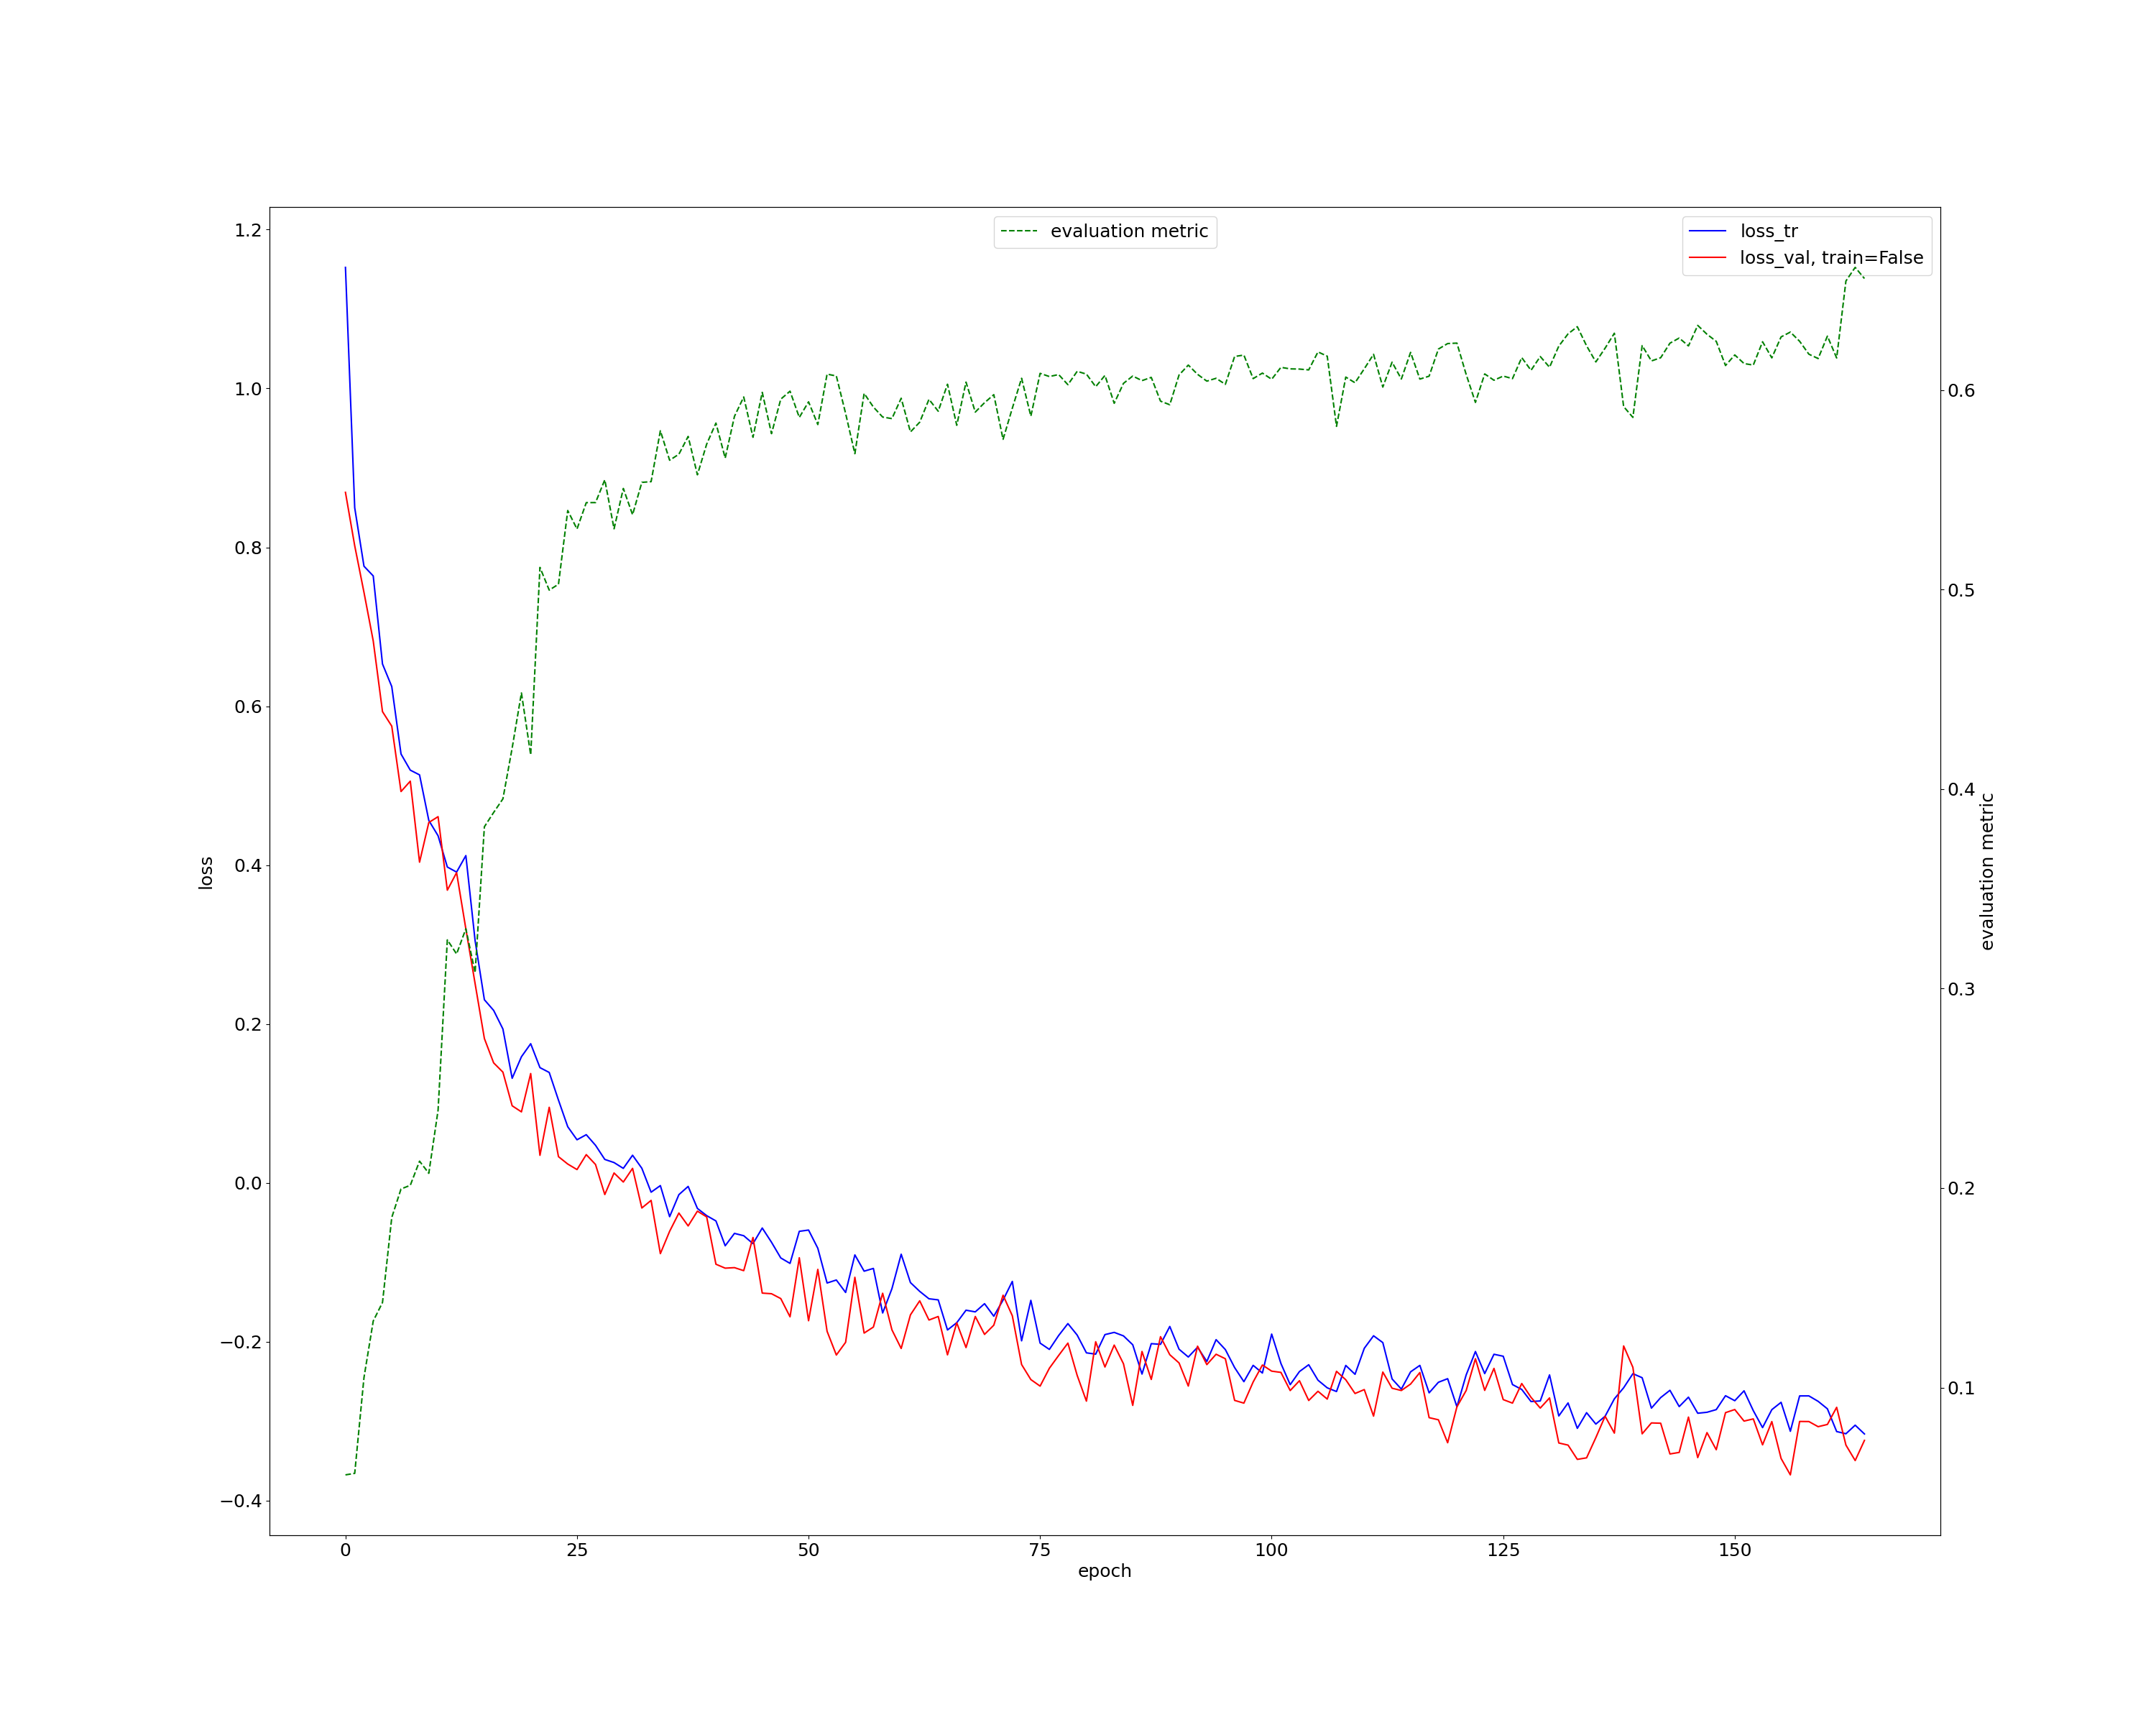 evaluation metric
loss_tr
loss_val, train=False
1.2
1.0
0.8
0.6
0.4
0.2
0.0
−0.2
−0.4
loss
0.6
0.5
0.4
0.3
0.2
0.1
evaluation metric
0 25 50 75 100 125 150
epoch